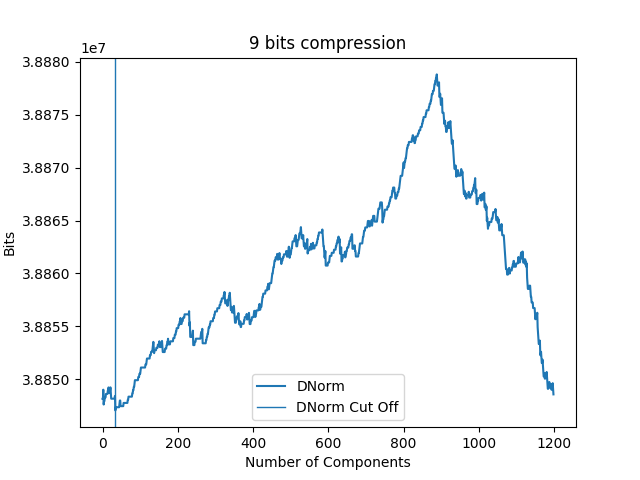 9 bits compression
1e7
3.8880
3.8875
3.8870
3.8865
3.8860
3.8855
3.8850
Bits
DNorm
DNorm Cut Off
0 200 400 600 800 1000 1200
Number of Components